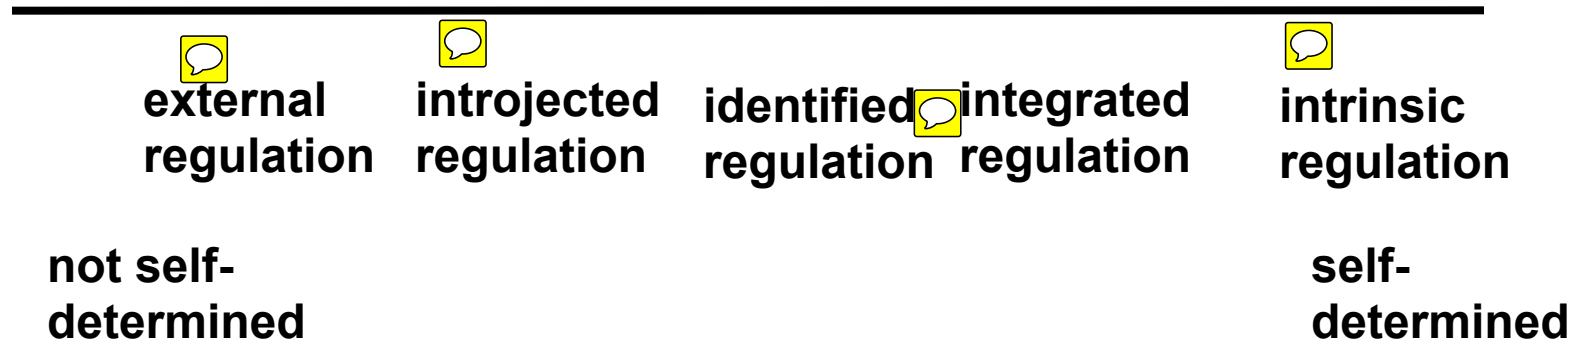 external
regulation
introjected
regulation
identified
regulation
integrated
regulation
intrinsic
regulation
not self-
determined
self-
determined